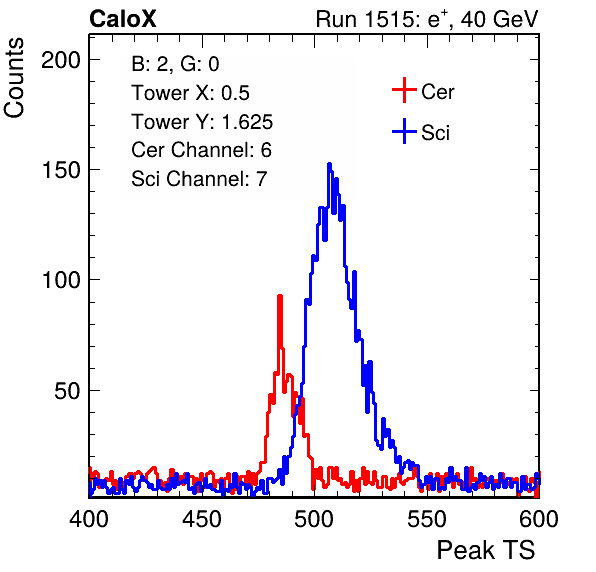 CaloX Run 1515: e⁺, 40 GeV
Counts
200
150
100
50
B: 2, G: 0
Tower X: 0.5
Tower Y: 1.625
Cer Channel: 6
Sci Channel: 7
Cer
Sci
400 450 500 550 600
Peak TS